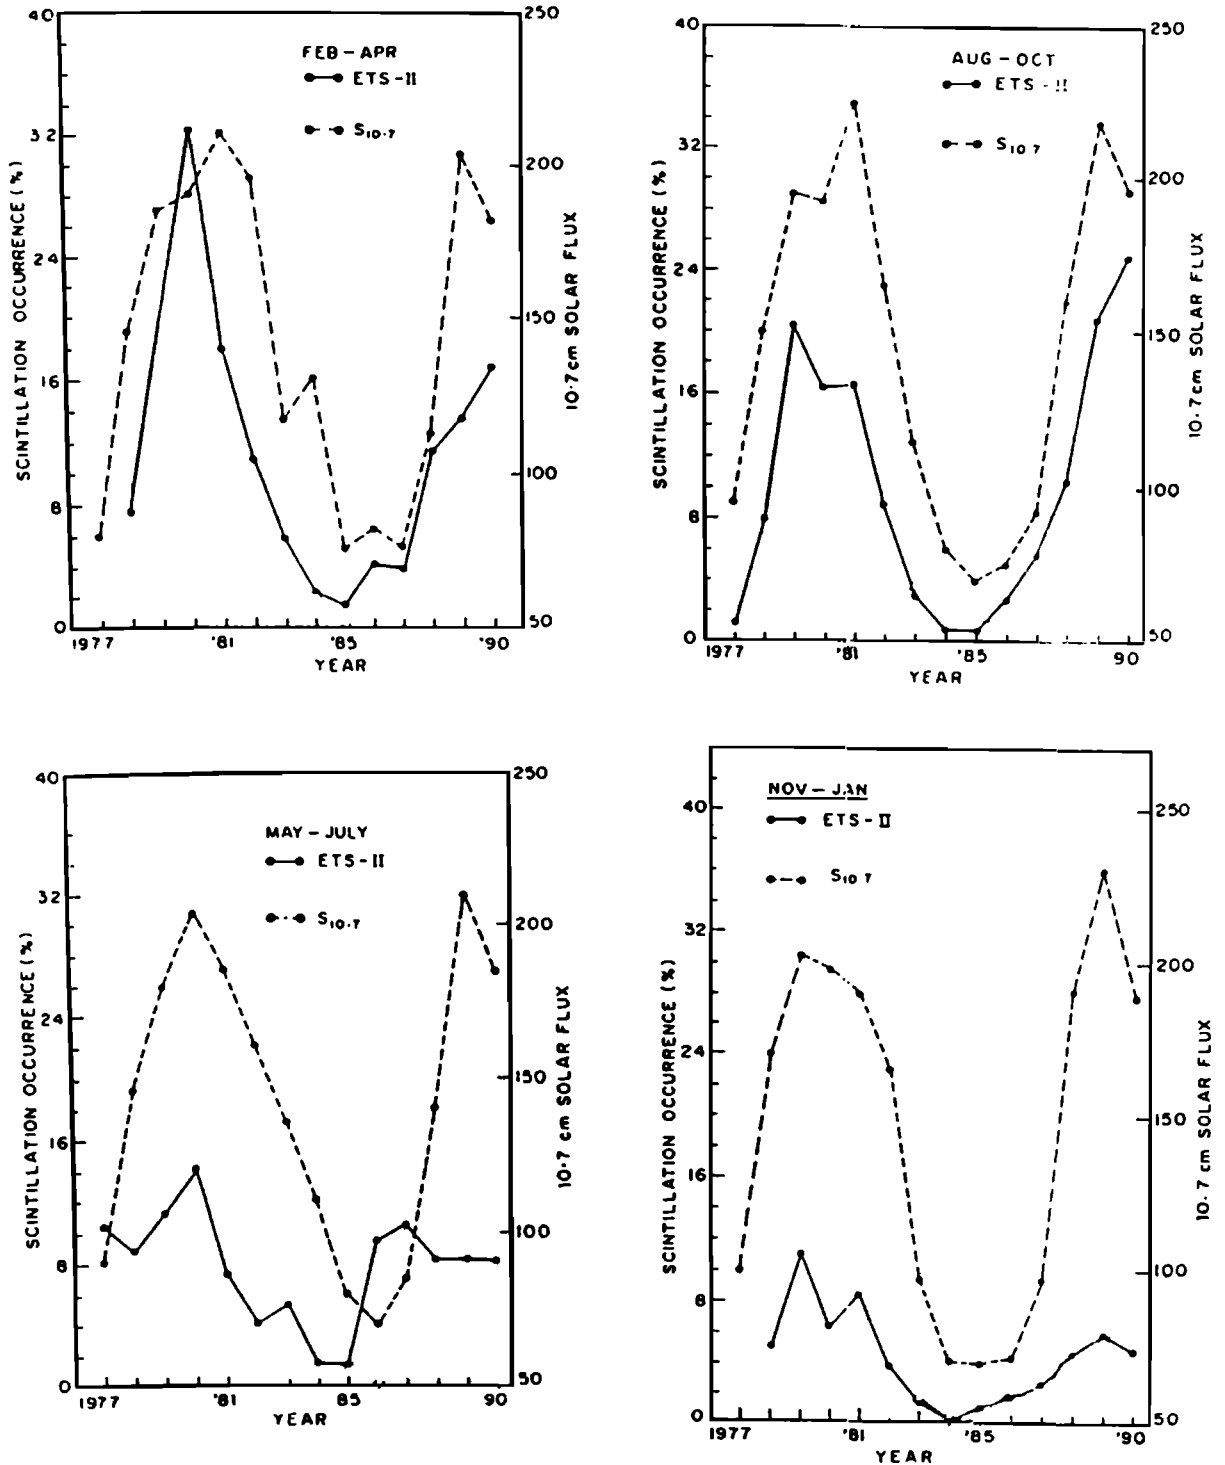 40
32
24
16
8
0
SCINTILLATION OCCURRENCE (%)
FEB - APR
ETS - II
S10.7
250
200
150
100
50
10.7cm SOLAR FLUX
1977 '81 '85 '90
YEAR
40
32
24
16
8
0
SCINTILLATION OCCURRENCE (%)
AUG - OCT
ETS - II
S10.7
250
200
150
100
50
10.7cm SOLAR FLUX
1977 '81 '85 90
YEAR
40
32
24
16
8
0
SCINTILLATION OCCURRENCE (%)
MAY - JULY
ETS - II
S10.7
250
200
150
100
50
10.7 cm SOLAR FLUX
1977 '81 85 90
YEAR
40
32
24
16
8
0
SCINTILLATION OCCURRENCE (%)
NOV - JAN
ETS - II
S10.7
250
200
150
100
50
10.7 cm SOLAR FLUX
1977 '81 '85 '90
YEAR